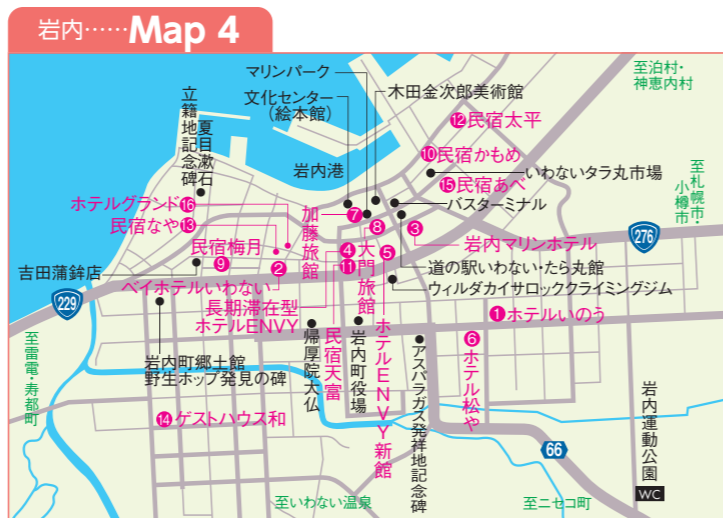 岩内……Map 4
マリンパーク
文化センター
(絵本館)
木田金次郎美術館
至泊村・
神恵内村
⑫民宿太平
⑩民宿かもめ
いわないタラ丸市場
⑮民宿あべ
バスターミナル
至札幌市・
小樽市
夏目漱石
立籍地記念碑
岩内港
ホテルグランド⑯
民宿なや⑬
加藤旅館
⑦
⑧
大門旅館
③
岩内マリンホテル
276
民宿梅月
⑨
吉田蒲鉾店
②
ベイホテルいわない
④
長期滞在型
ホテルENVY
⑪
民宿天富
⑤
ホテルENVY新館
道の駅いわない・たら丸館
ウィルダカイサロッククライミングジム
229
至雷電・寿都町
①ホテルいのう
⑥
ホテル松や
岩内町郷土館
野生ホップ発見の碑
帰厚院大仏
岩内町役場
アスパラガス発祥地記念碑
⑭ゲストハウス和
66
岩内運動公園
WC
至いわない温泉
至ニセコ町